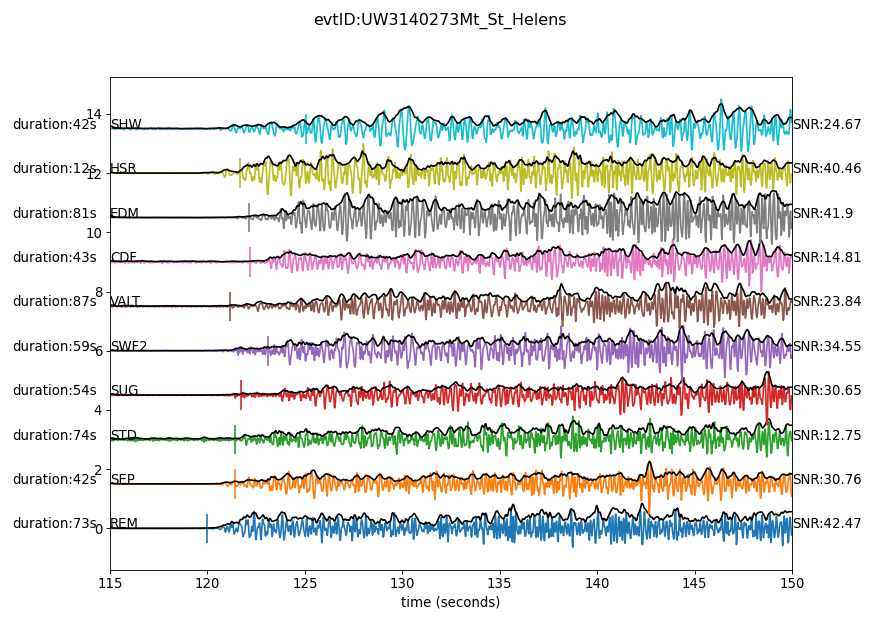 evtID:UW3140273Mt_St_Helens
14
duration:42s SHW SNR:24.67
duration:12s HSR SNR:40.46
12
duration:81s EDM SNR:41.9
10
duration:43s CDF SNR:14.81
8
duration:87s VALT SNR:23.84
duration:59s SWF2 SNR:34.55
6
duration:54s SUG SNR:30.65
4
duration:74s STD SNR:12.75
2
duration:42s SEP SNR:30.76
duration:73s REM SNR:42.47
0
115 120 125 130 135 140 145 150
time (seconds)